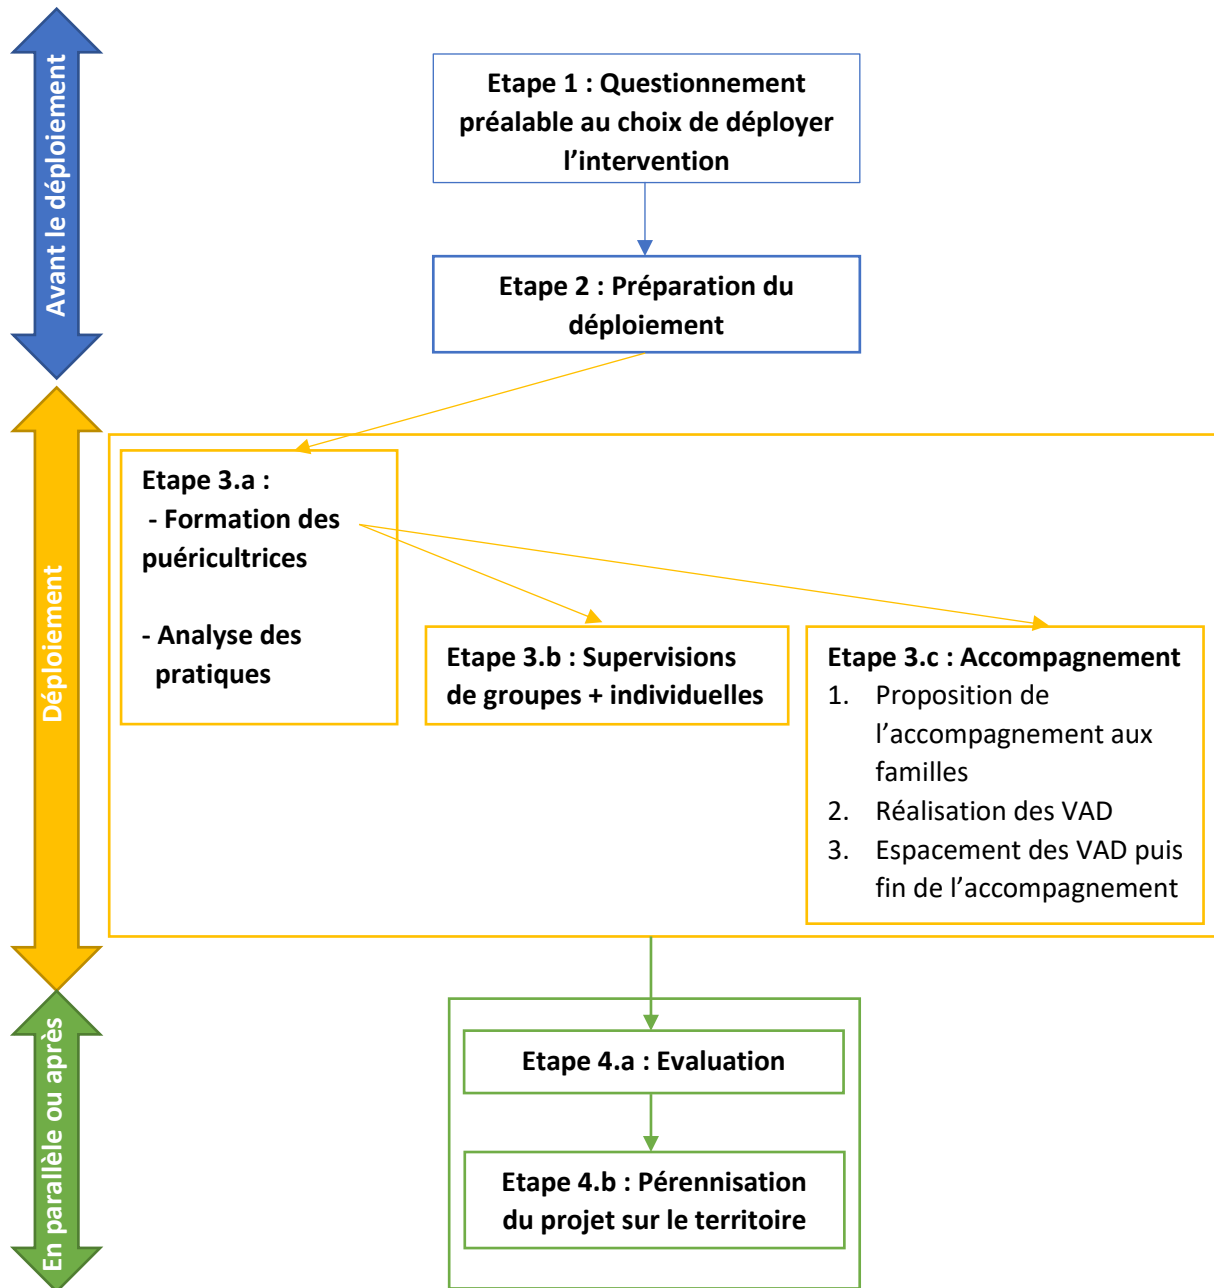 Avant le déploiement
Etape 1 : Questionnement
préalable au choix de déployer
l’intervention
Etape 2 : Préparation du
déploiement
Déploiement
Etape 3.a :
- Formation des
puéricultrices
- Analyse des
pratiques
Etape 3.b : Supervisions
de groupes + individuelles
Etape 3.c : Accompagnement
1. Proposition de
l’accompagnement aux
familles
2. Réalisation des VAD
3. Espacement des VAD puis
fin de l’accompagnement
En parallèle ou après
Etape 4.a : Evaluation
Etape 4.b : Pérennisation
du projet sur le territoire